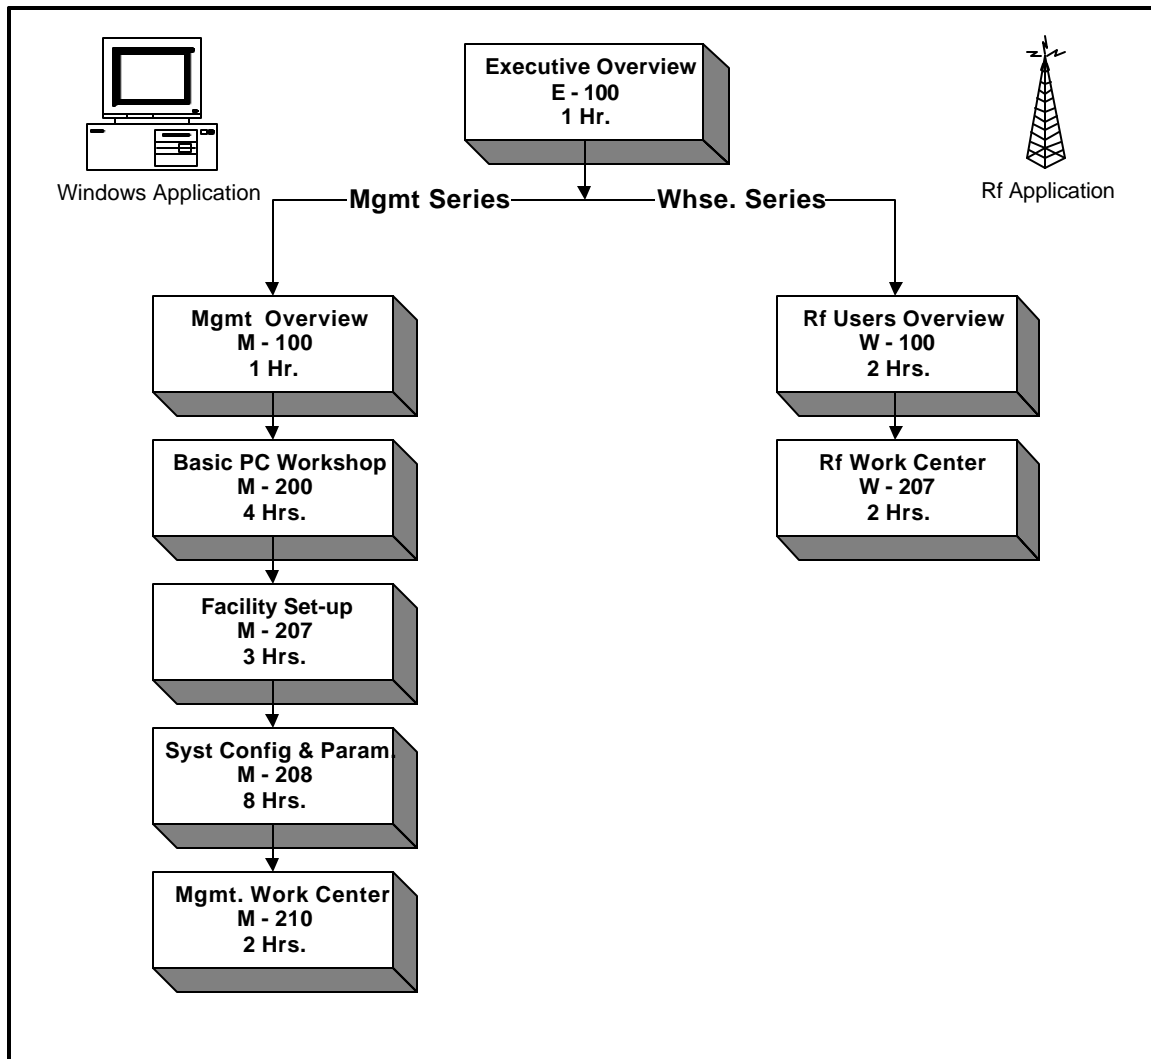 Executive Overview
E - 100
1 Hr.
Windows Application
Rf Application
Mgmt Series
Whse. Series
Mgmt Overview
M - 100
1 Hr.
Rf Users Overview
W - 100
2 Hrs.
Basic PC Workshop
M - 200
4 Hrs.
Rf Work Center
W - 207
2 Hrs.
Facility Set-up
M - 207
3 Hrs.
Syst Config & Param.
M - 208
8 Hrs.
Mgmt. Work Center
M - 210
2 Hrs.